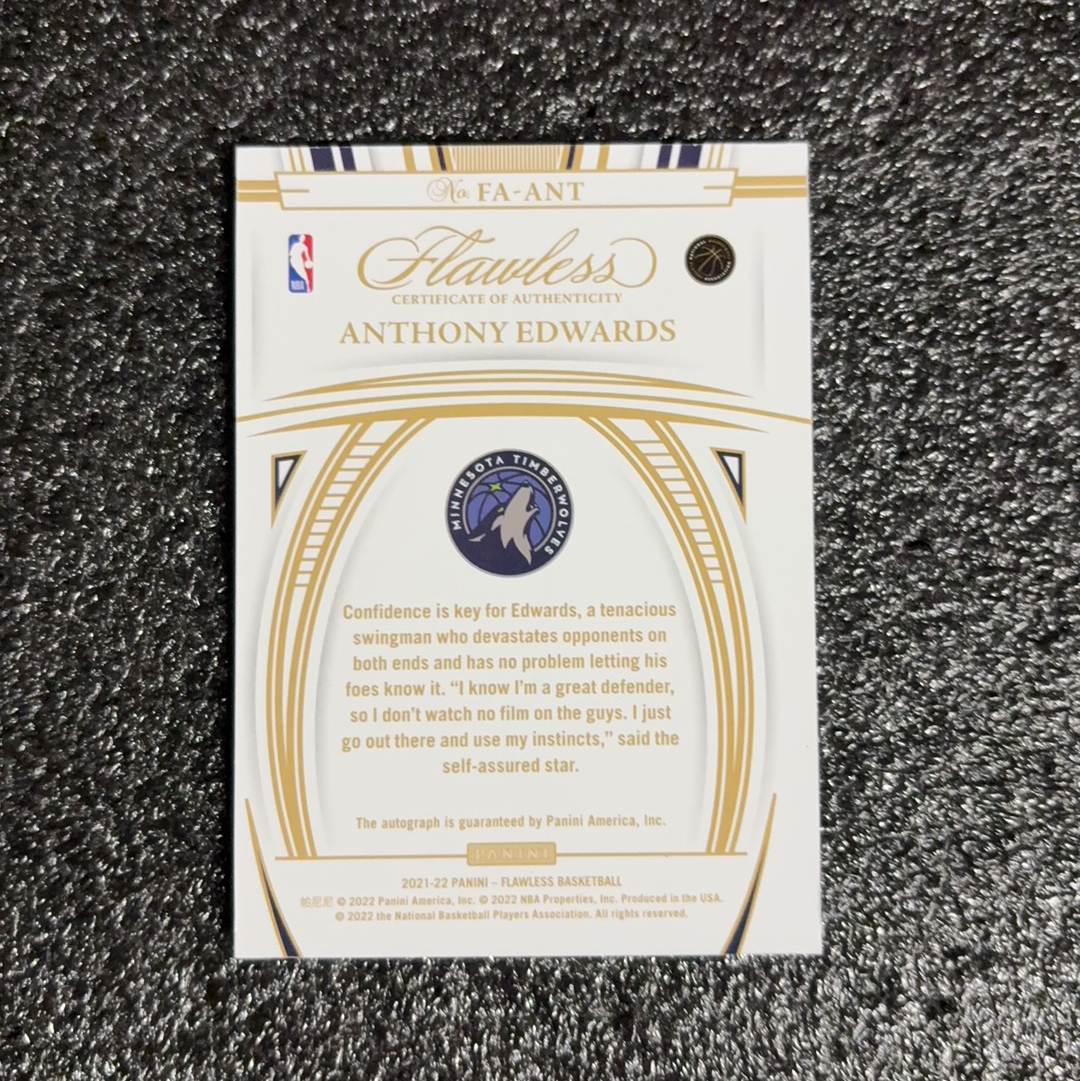 No. FA-ANT
NBA
Flawless
CERTIFICATE OF AUTHENTICITY
ANTHONY EDWARDS
MINNESOTA TIMBERWOLVES
Confidence is key for Edwards, a tenacious
swingman who devastates opponents on
both ends and has no problem letting his
foes know it. “I know I’m a great defender,
so I don’t watch no film on the guys. I just
go out there and use my instincts,” said the
self-assured star.
The autograph is guaranteed by Panini America, Inc.
PANINI
2021-22 PANINI – FLAWLESS BASKETBALL
帕尼尼 © 2022 Panini America, Inc. © 2022 NBA Properties, Inc. Produced in the USA.
© 2022 the National Basketball Players Association. All rights reserved.